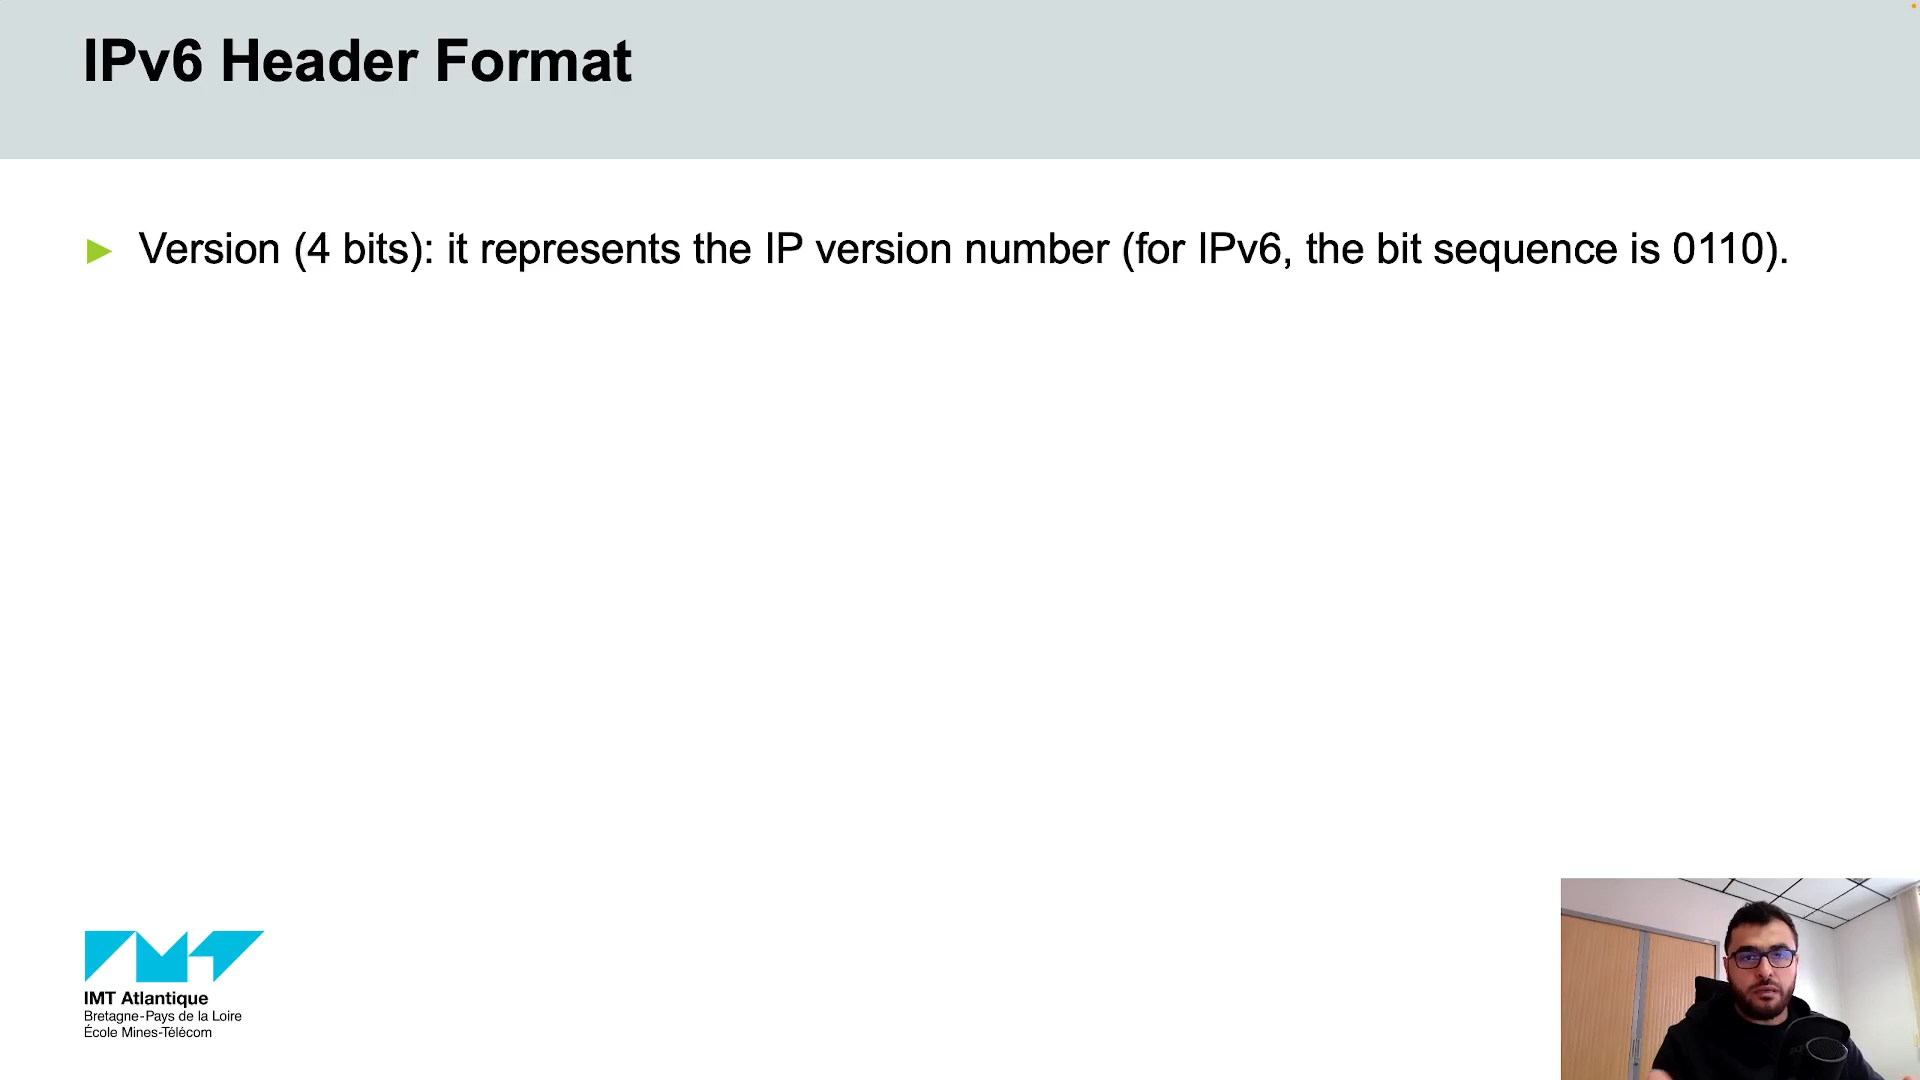 IPv6 Header Format
► Version (4 bits): it represents the IP version number (for IPv6, the bit sequence is 0110).
IMT Atlantique
Bretagne-Pays de la Loire
École Mines-Télécom